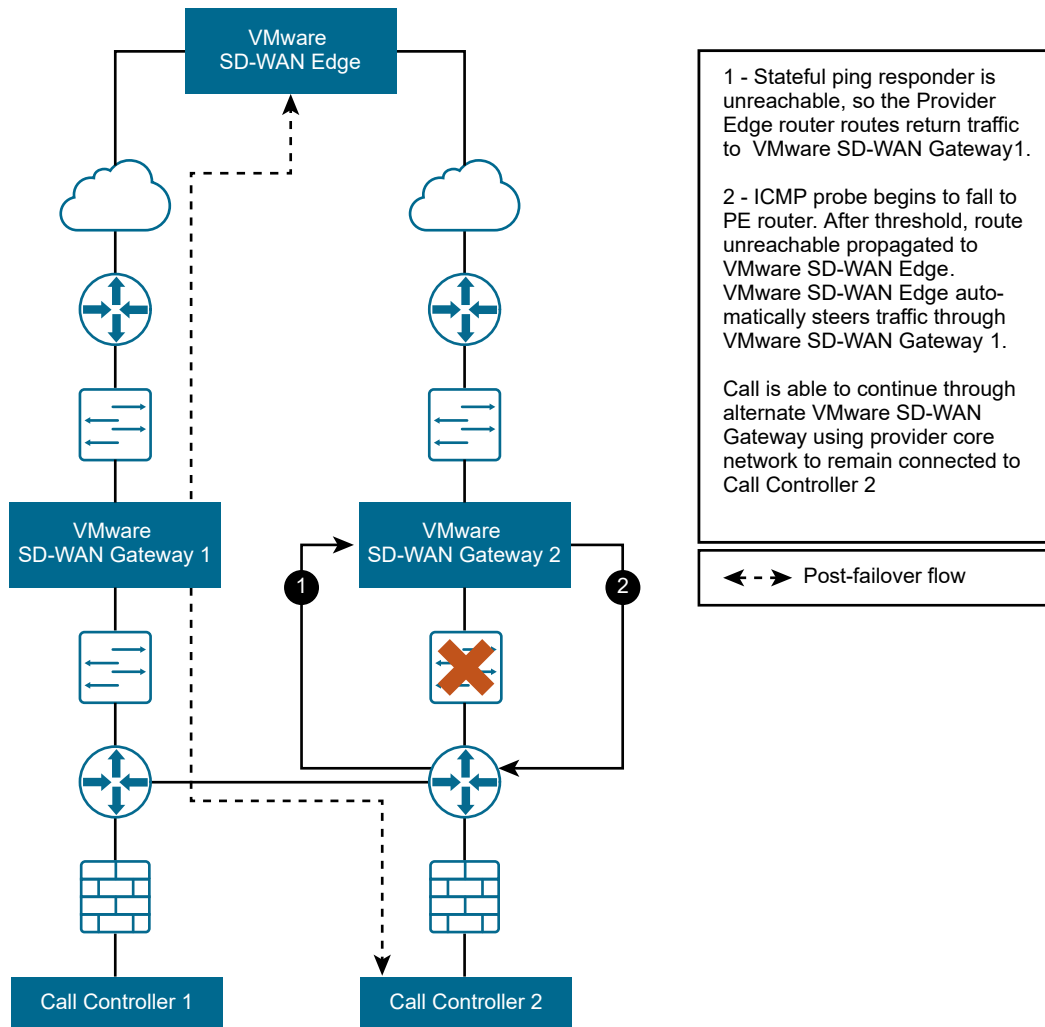 VMware
SD-WAN Edge
1 - Stateful ping responder is
unreachable, so the Provider
Edge router routes return traffic
to  VMware SD-WAN Gateway1.
2 - ICMP probe begins to fall to
PE router. After threshold, route
unreachable propagated to
VMware SD-WAN Edge.
VMware SD-WAN Edge auto-
matically steers traffic through
VMware SD-WAN Gateway 1.
Call is able to continue through
alternate VMware SD-WAN
Gateway using provider core
network to remain connected to
Call Controller 2
Post-failover flow
VMware
SD-WAN Gateway 1
VMware
SD-WAN Gateway 2
1
2
Call Controller 1
Call Controller 2